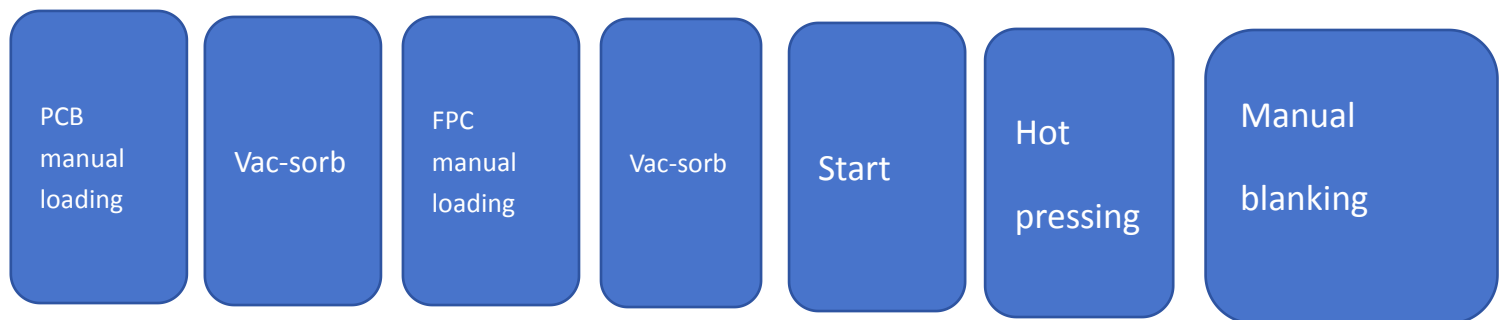 PCB
manual
loading
Vac-sorb
FPC
manual
loading
Vac-sorb
Start
Hot
pressing
Manual
blanking